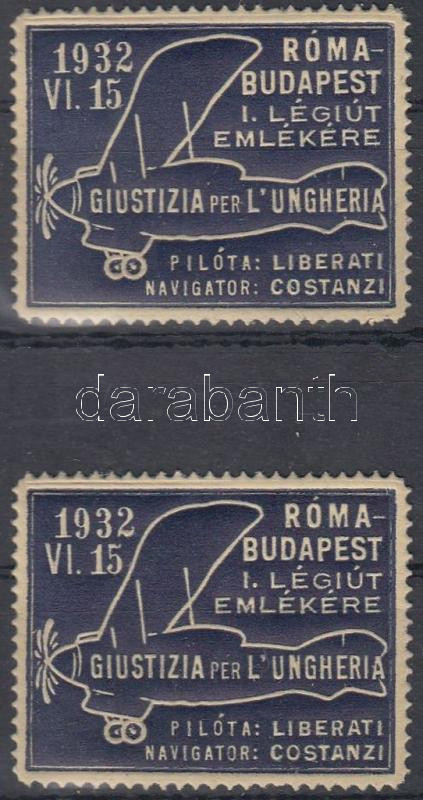 1932
VI. 15
RÓMA-
BUDAPEST
I. LÉGIÚT
EMLÉKÉRE
GIUSTIZIA PER L'UNGHERIA
PILÓTA: LIBERATI
NAVIGATOR: COSTANZI
darabanth
1932
VI. 15
RÓMA-
BUDAPEST
I. LÉGIÚT
EMLÉKÉRE
GIUSTIZIA PER L'UNGHERIA
PILÓTA: LIBERATI
NAVIGATOR: COSTANZI